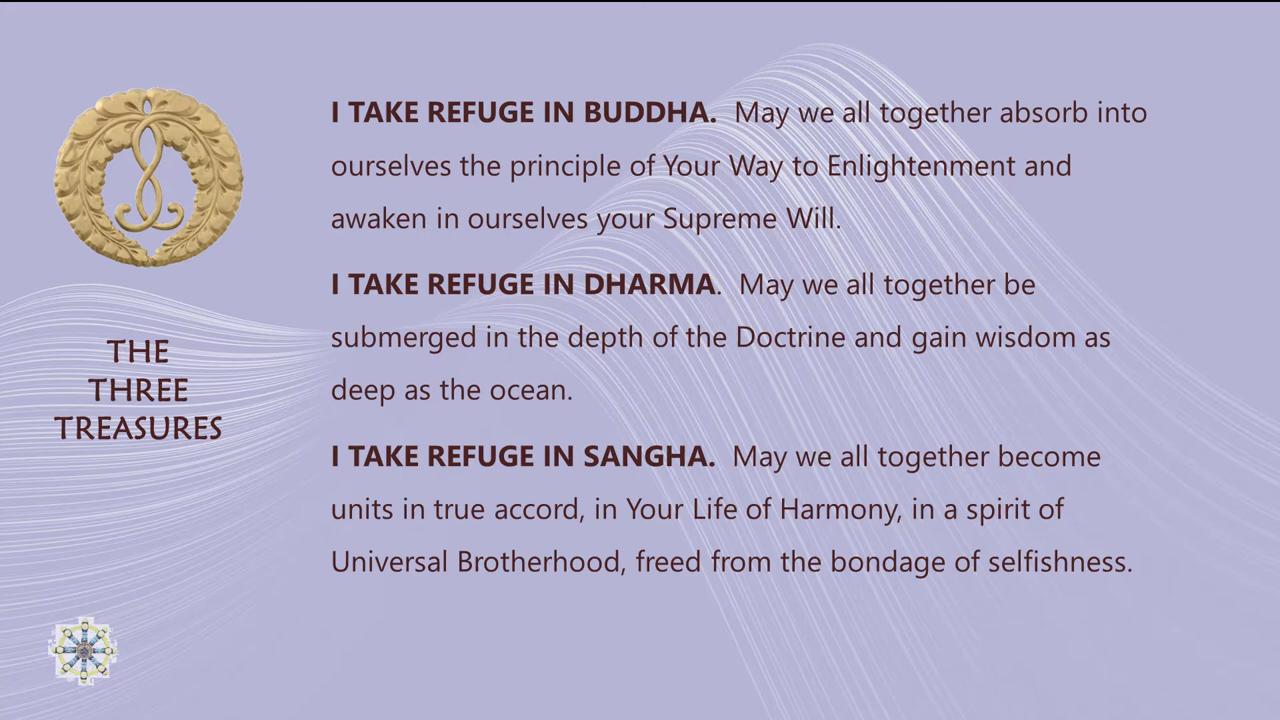 I TAKE REFUGE IN BUDDHA.  May we all together absorb into
ourselves the principle of Your Way to Enlightenment and
awaken in ourselves your Supreme Will.
I TAKE REFUGE IN DHARMA.  May we all together be
submerged in the depth of the Doctrine and gain wisdom as
deep as the ocean.
I TAKE REFUGE IN SANGHA.  May we all together become
units in true accord, in Your Life of Harmony, in a spirit of
Universal Brotherhood, freed from the bondage of selfishness.
THE
THREE
TREASURES